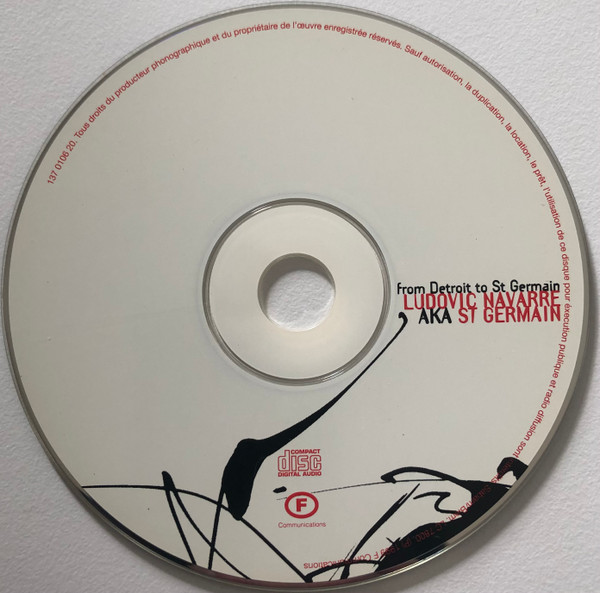 137 0106 20. Tous droits du producteur phonographique et du propriétaire de l'œuvre enregistrée réservés. Sauf autorisation, la duplication, la location, le prêt, l'utilisation de ce disque pour éxecution publique et radio diffusion sont
F Communications
from Detroit to St Germain
LUDOVIC NAVARRE
AKA ST GERMAIN
COMPACT
disc
DIGITAL AUDIO
F
Communications